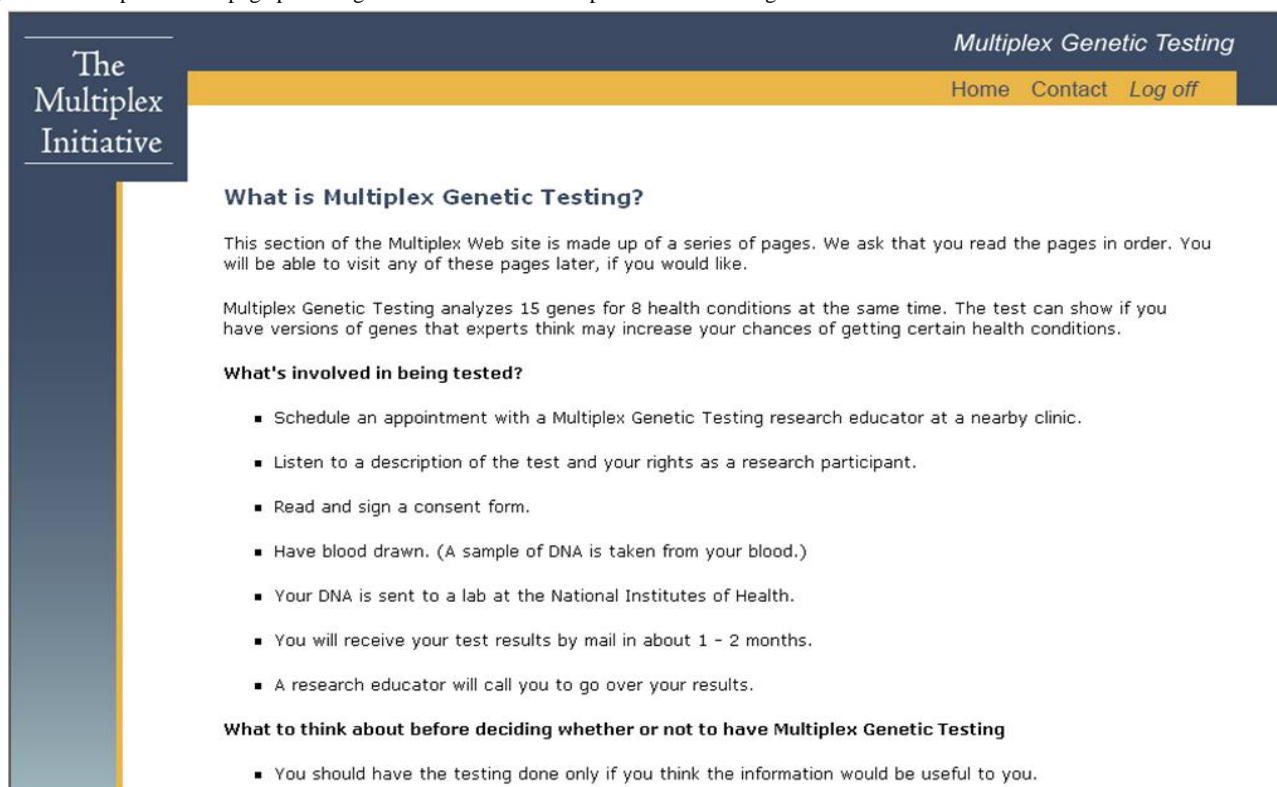 The
Multiplex
Initiative
Multiplex Genetic Testing
Home Contact Log off
What is Multiplex Genetic Testing?
This section of the Multiplex Web site is made up of a series of pages. We ask that you read the pages in order. You
will be able to visit any of these pages later, if you would like.
Multiplex Genetic Testing analyzes 15 genes for 8 health conditions at the same time. The test can show if you
have versions of genes that experts think may increase your chances of getting certain health conditions.
What's involved in being tested?
▪ Schedule an appointment with a Multiplex Genetic Testing research educator at a nearby clinic.
▪ Listen to a description of the test and your rights as a research participant.
▪ Read and sign a consent form.
▪ Have blood drawn. (A sample of DNA is taken from your blood.)
▪ Your DNA is sent to a lab at the National Institutes of Health.
▪ You will receive your test results by mail in about 1 - 2 months.
▪ A research educator will call you to go over your results.
What to think about before deciding whether or not to have Multiplex Genetic Testing
▪ You should have the testing done only if you think the information would be useful to you.